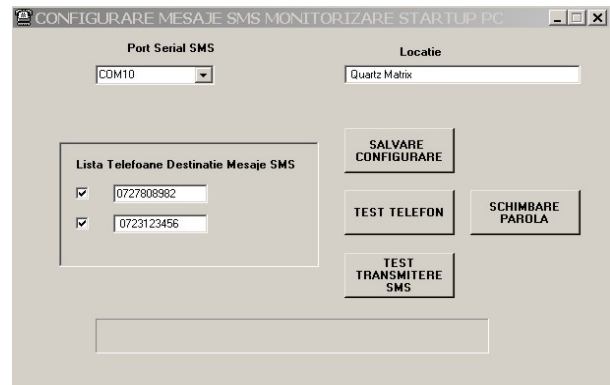 CONFIGURARE MESAJE SMS MONITORIZARE STARTUP PC
Port Serial SMS
Locatie
COM10
Quartz Matrix
Lista Telefoane Destinatie Mesaje SMS
0727808982
0723123456
SALVARE
CONFIGURARE
TEST TELEFON
SCHIMBARE
PAROLA
TEST
TRANSMITERE
SMS